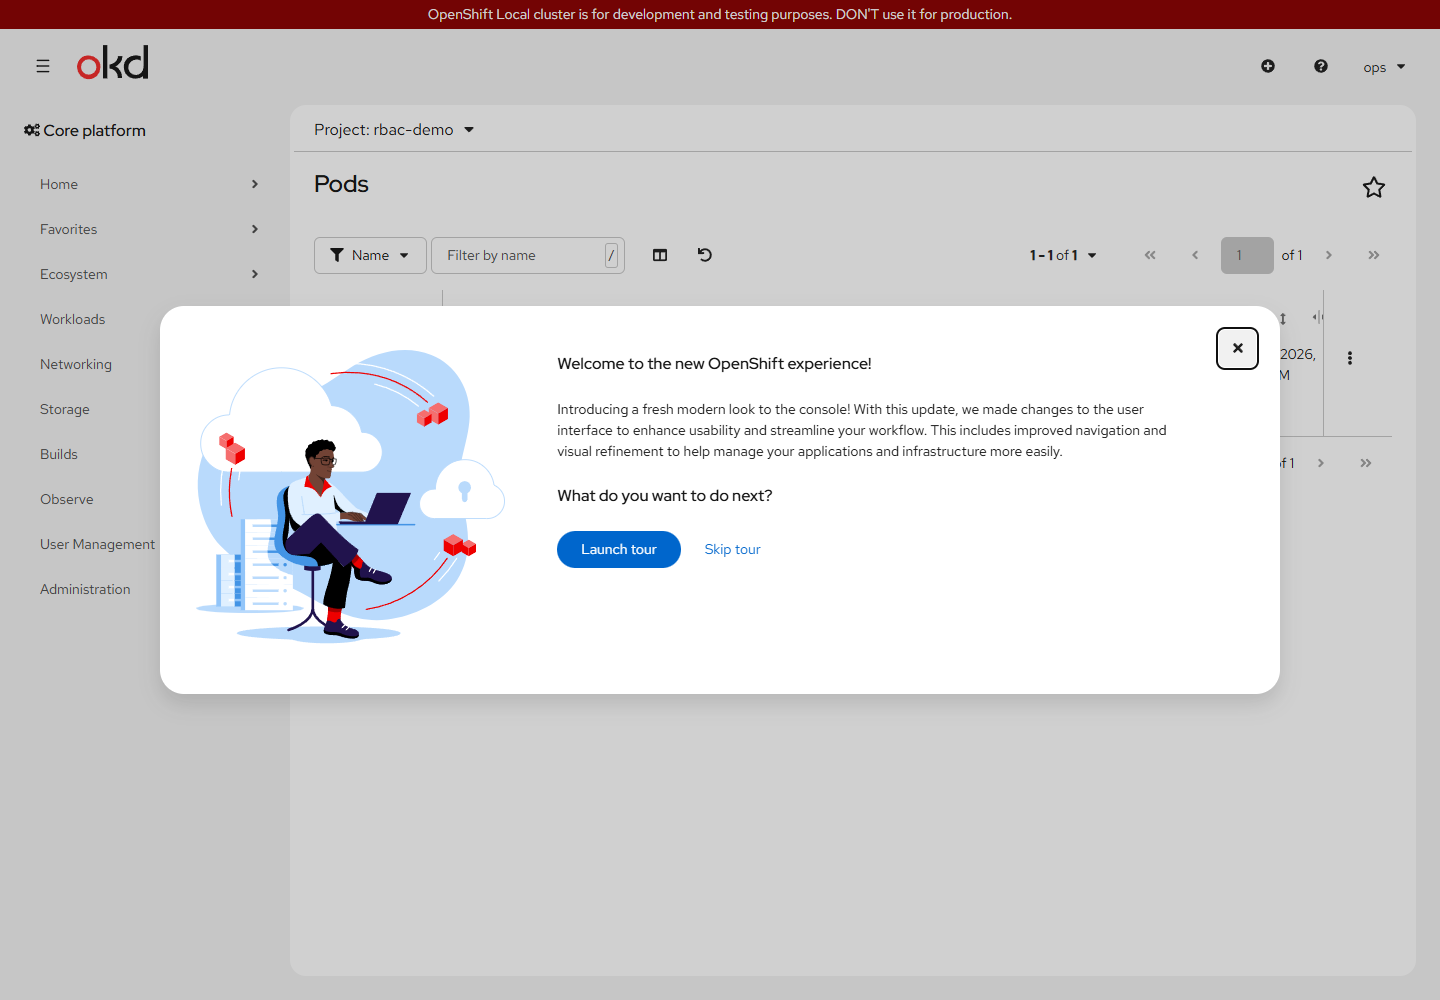 OpenShift Local cluster is for development and testing purposes. DON'T use it for production.
okd
ops
Core platform
Project: rbac-demo
Home
Pods
Favorites
Name
Filter by name
/
1 - 1 of 1
1
of 1
Ecosystem
Workloads
Networking
Storage
Builds
Observe
User Management
Administration
2026,
M
of 1
Welcome to the new OpenShift experience!
Introducing a fresh modern look to the console! With this update, we made changes to the user
interface to enhance usability and streamline your workflow. This includes improved navigation and
visual refinement to help manage your applications and infrastructure more easily.
What do you want to do next?
Launch tour
Skip tour